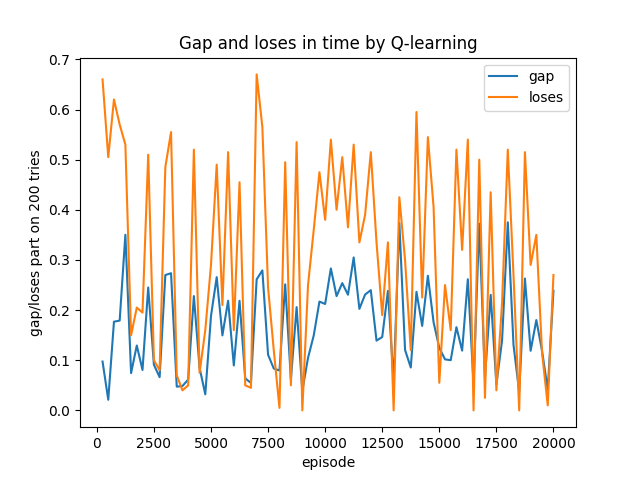 Gap and loses in time by Q-learning
gap
loses
gap/loses part on 200 tries
0.7
0.6
0.5
0.4
0.3
0.2
0.1
0.0
0 2500 5000 7500 10000 12500 15000 17500 20000
episode